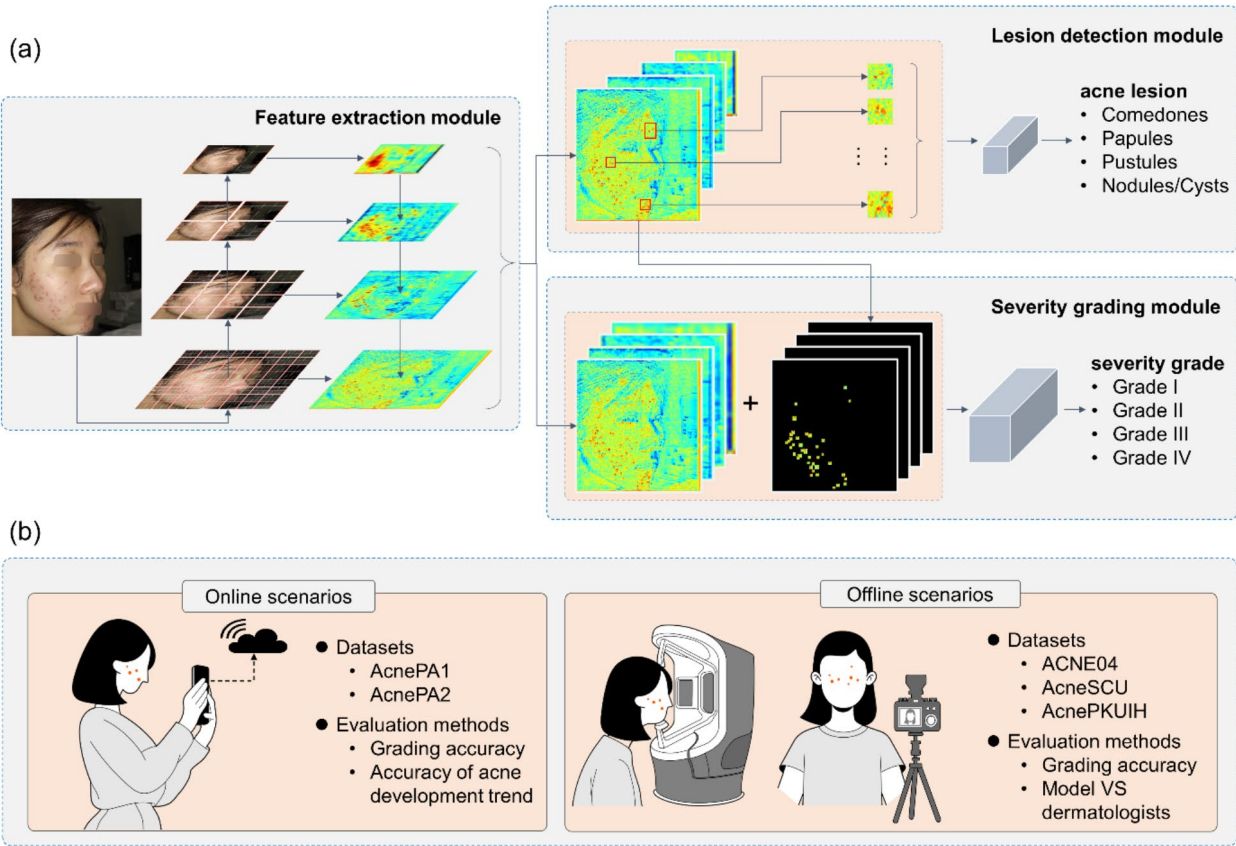 (a)
Feature extraction module
Lesion detection module
acne lesion
• Comedones
• Papules
• Pustules
• Nodules/Cysts
Severity grading module
+
severity grade
• Grade I
• Grade II
• Grade III
• Grade IV
(b)
Online scenarios
● Datasets
• AcnePA1
• AcnePA2
● Evaluation methods
• Grading accuracy
• Accuracy of acne
development trend
Offline scenarios
● Datasets
• ACNE04
• AcneSCU
• AcnePKUIH
● Evaluation methods
• Grading accuracy
• Model VS
dermatologists